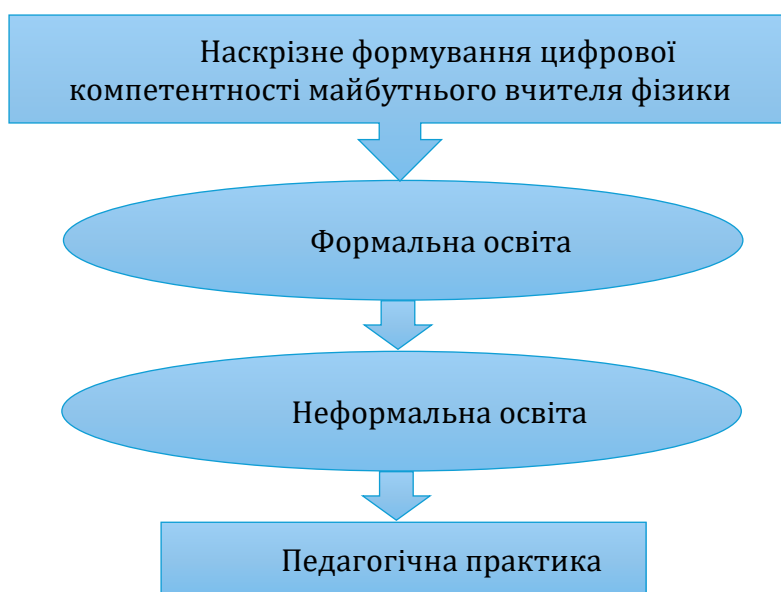 Наскрізне формування цифрової
компетентності майбутнього вчителя фізики
Формальна освіта
Неформальна освіта
Педагогічна практика